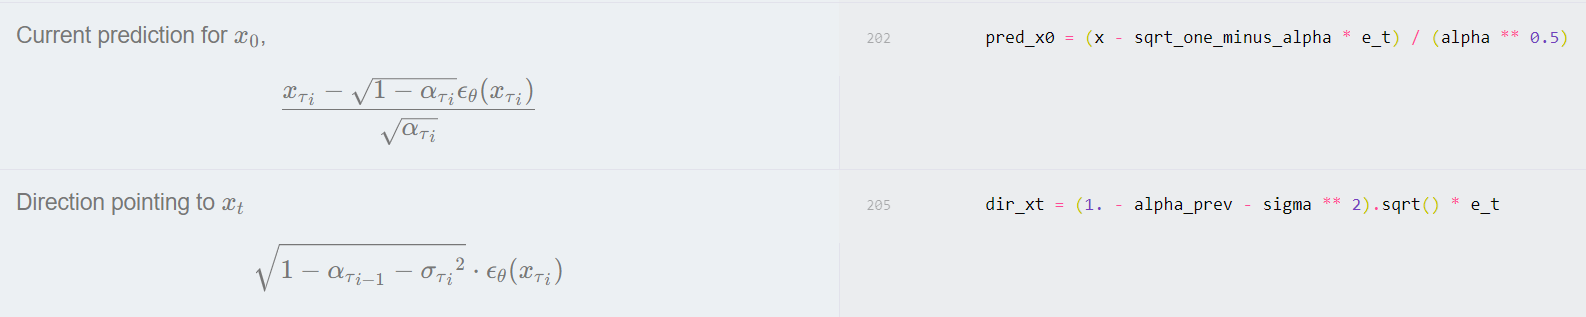 Current prediction for $x_0$,
202 pred_x0 = (x - sqrt_one_minus_alpha * e_t) / (alpha ** 0.5)
$\frac{x_{\tau_i} - \sqrt{1 - \alpha_{\tau_i}}\epsilon_\theta(x_{\tau_i})}{\sqrt{\alpha_{\tau_i}}}$
Direction pointing to $x_t$
205 dir_xt = (1. - alpha_prev - sigma ** 2).sqrt() * e_t
$\sqrt{1 - \alpha_{\tau_{i-1}} - {\sigma_{\tau_i}}^2} \cdot \epsilon_\theta(x_{\tau_i})$